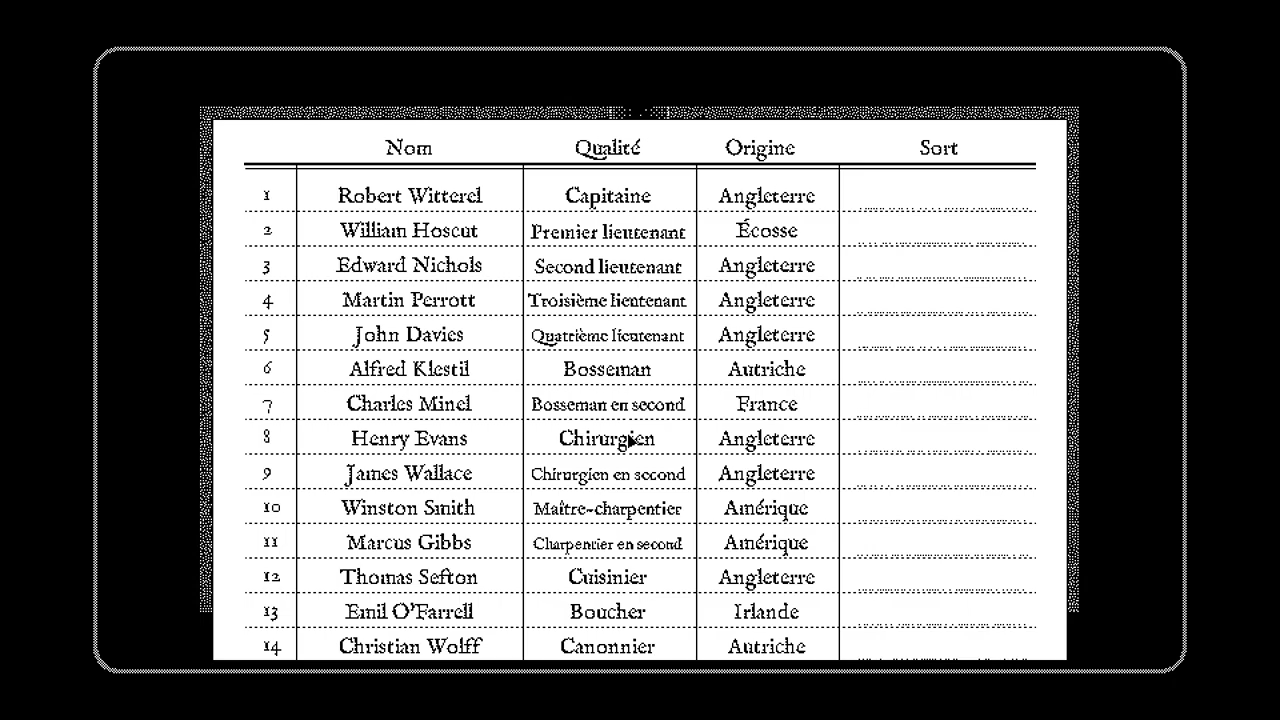 Nom Qualité Origine Sort
1 Robert Witterel Capitaine Angleterre
2 William Hoscut Premier lieutenant Écosse
3 Edward Nichols Second lieutenant Angleterre
4 Martin Perrott Troisième lieutenant Angleterre
5 John Davies Quatrième lieutenant Angleterre
6 Alfred Klestil Bosseman Autriche
7 Charles Minel Bosseman en second France
8 Henry Evans Chirurgien Angleterre
9 James Wallace Chirurgien en second Angleterre
10 Winston Smith Maître-charpentier Amérique
11 Marcus Gibbs Charpentier en second Amérique
12 Thomas Sefton Cuisinier Angleterre
13 Emil O'Farrell Boucher Irlande
14 Christian Wolff Canonnier Autriche